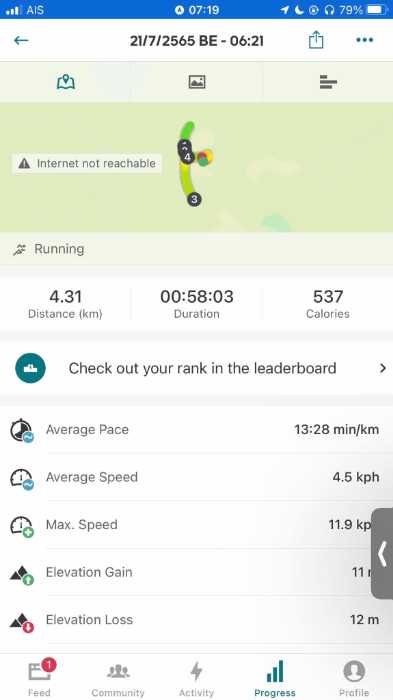 AIS 07:19 79%
21/7/2565 BE - 06:21
Internet not reachable
4
3
Running
4.31 00:58:03 537
Distance (km) Duration Calories
Check out your rank in the leaderboard
Average Pace 13:28 min/km
Average Speed 4.5 kph
Max. Speed 11.9 kp
Elevation Gain 11
Elevation Loss 12 m
1
Feed Community Activity Progress Profile